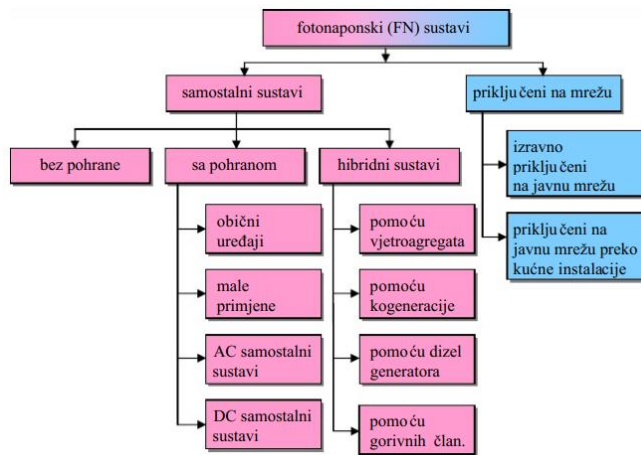 fotonaponski (FN) sustavi
samostalni sustavi
priključeni na mrežu
bez pohrane
sa pohranom
hibridni sustavi
izravno
priključeni
na javnu mrežu
priključeni na
javnu mrežu preko
kućne instalacije
obični
uređaji
pomoću
vjetroagregata
male
primjene
pomoću
kogeneracije
AC samostalni
sustavi
pomoću dizel
generatora
DC samostalni
sustavi
pomoću
gorivnih član.